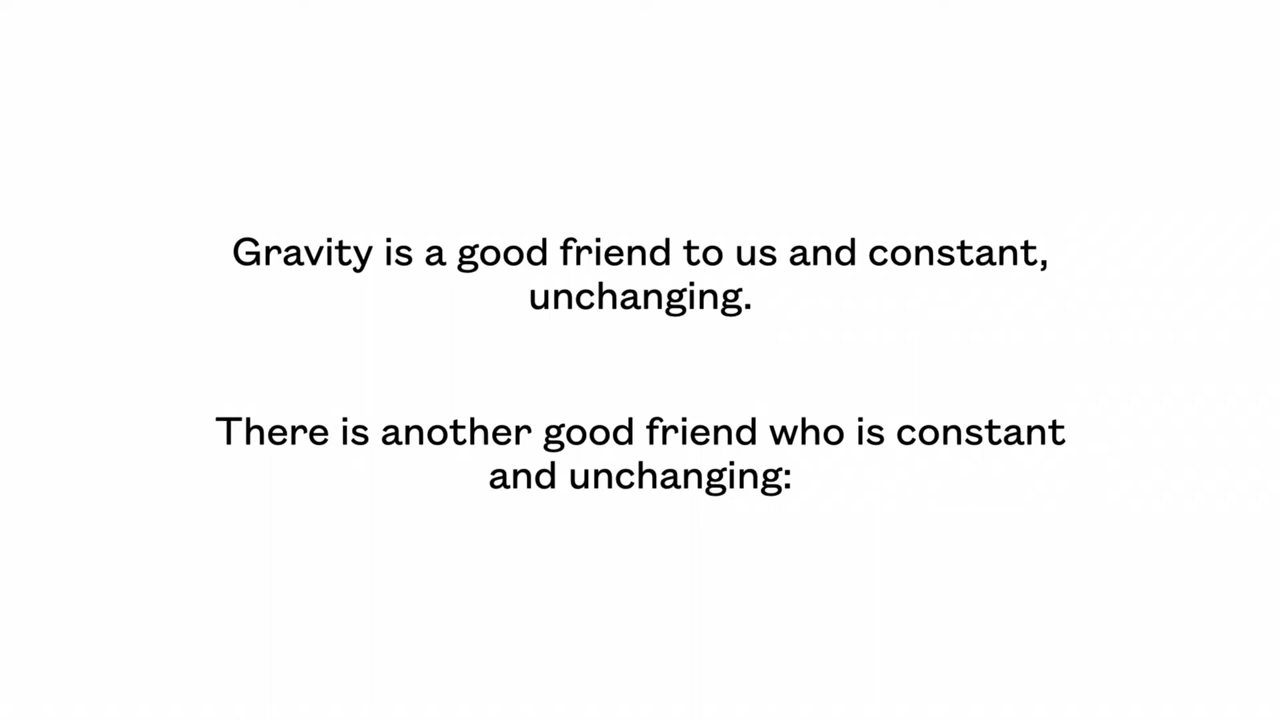 Gravity is a good friend to us and constant,
unchanging.
There is another good friend who is constant
and unchanging: